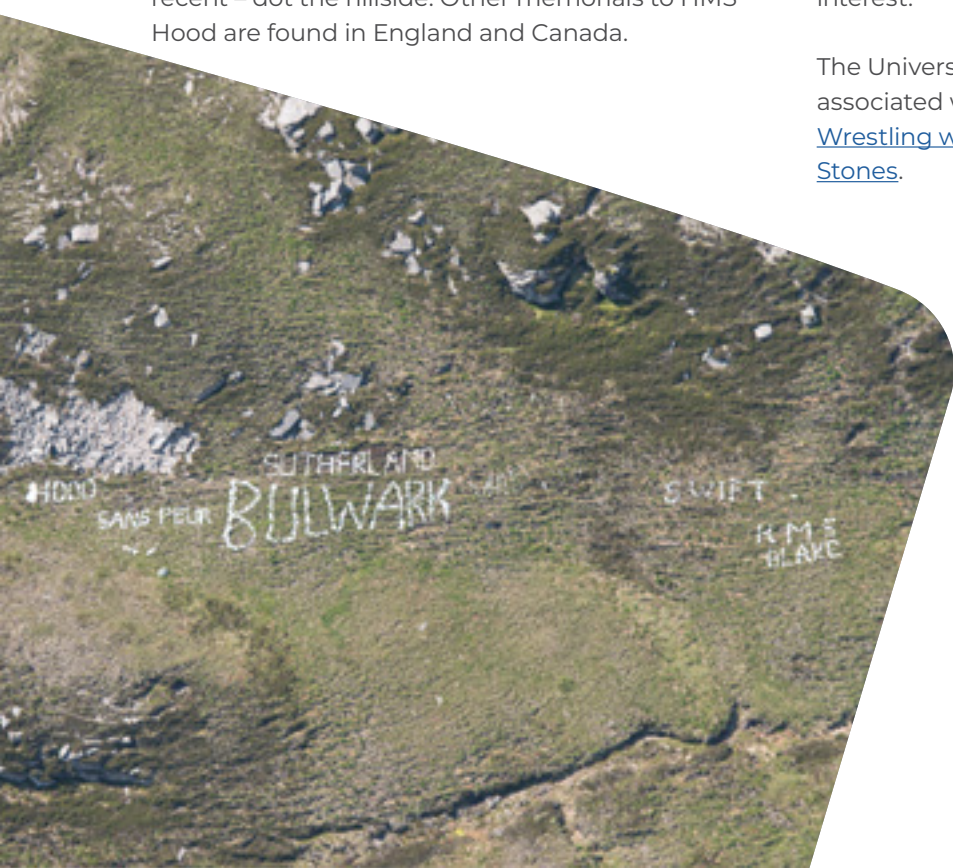 recent – dot the hillside. Other memorials to HMS
Hood are found in England and Canada.
interest.
The Univers
associated
Wrestling w
Stones.
SUTHERLAND
HOOD
SANS PEUR
BULWARK
SWIFT
HMS
BLAKE